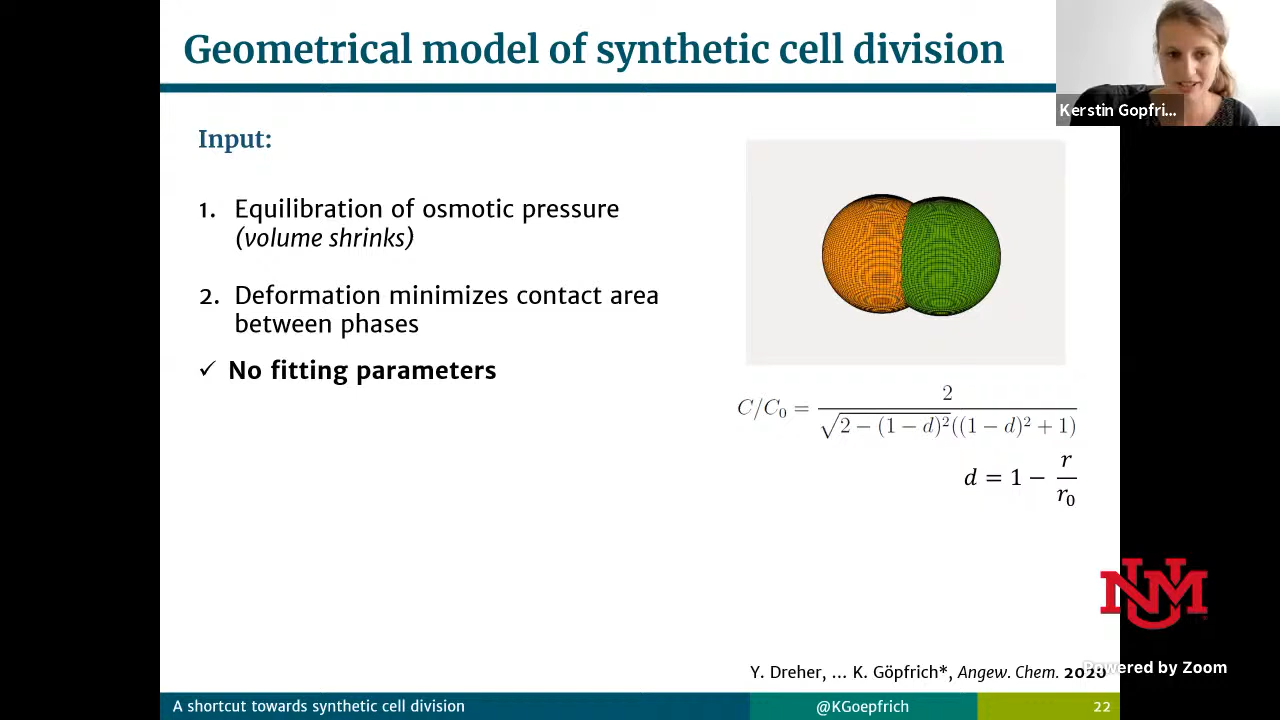 Geometrical model of synthetic cell division
Kerstin Gopfri...
Input:
1. Equilibration of osmotic pressure
(volume shrinks)
2. Deformation minimizes contact area
between phases
✓ No fitting parameters
C/C₀ = 2 / √(2 − (1 − d)²)((1 − d)² + 1)
d = 1 − r/r₀
UNM
Y. Dreher, ... K. Göpfrich*, Angew. Chem. 2020
Powered by Zoom
A shortcut towards synthetic cell division
@KGoepfrich
22